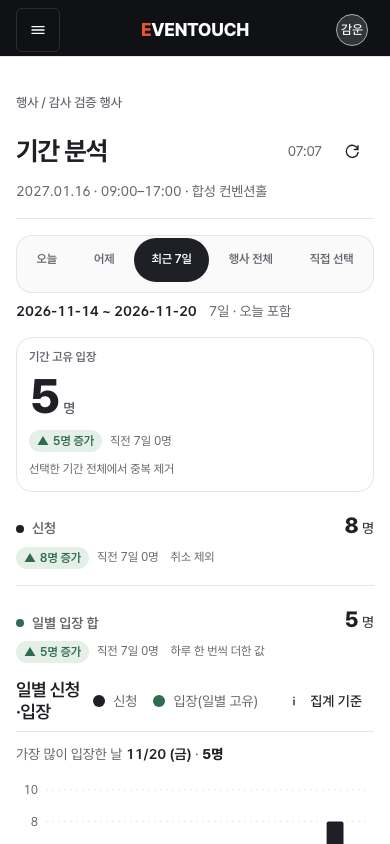 EVENTOUCH
감운
행사 / 감사 검증 행사
기간 분석
07:07
2027.01.16 · 09:00–17:00 · 합성 컨벤션홀
오늘 어제 최근 7일 행사 전체 직접 선택
2026-11-14 ~ 2026-11-20 7일 · 오늘 포함
기간 고유 입장
5 명
▲ 5명 증가 직전 7일 0명
선택한 기간 전체에서 중복 제거
신청 8 명
▲ 8명 증가 직전 7일 0명 취소 제외
일별 입장 합 5 명
▲ 5명 증가 직전 7일 0명 하루 한 번씩 더한 값
일별 신청
·입장
신청 입장(일별 고유) i 집계 기준
가장 많이 입장한 날 11/20 (금) · 5명
10
8